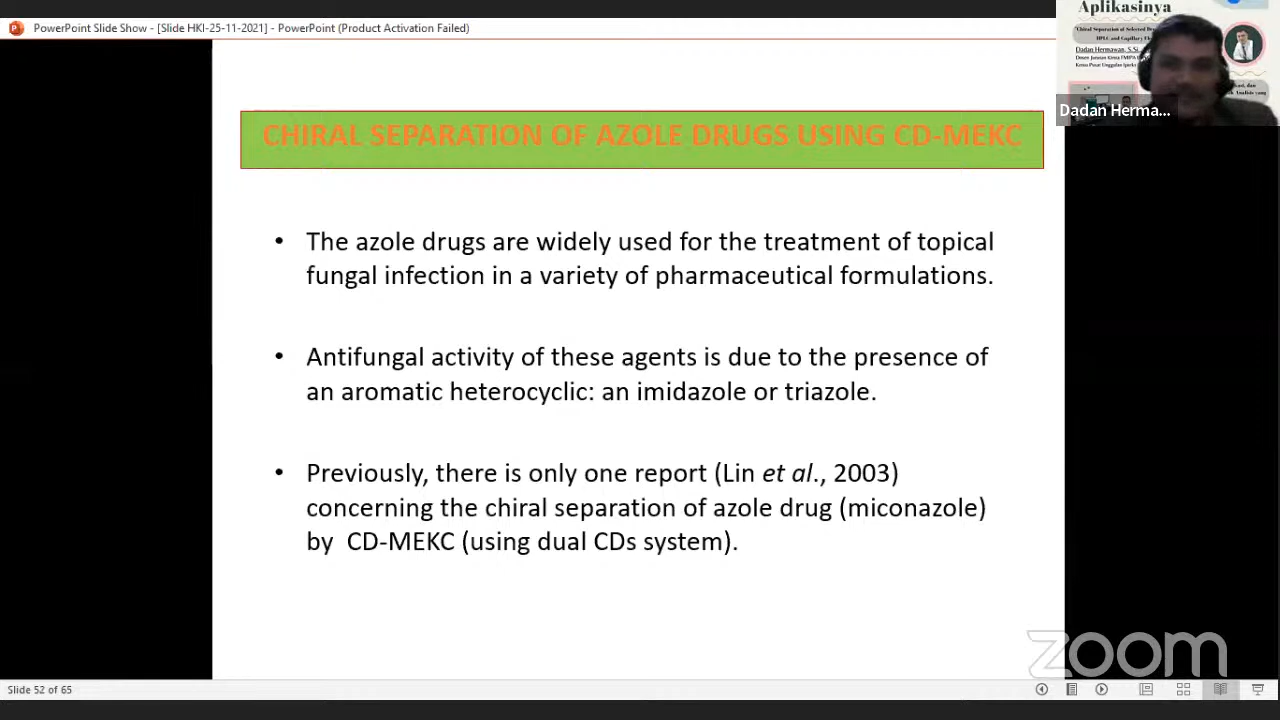 PowerPoint Slide Show - [Slide HKI-25-11-2021] - PowerPoint (Product Activation Failed)
Aplikasinya
Dadan Herma...
CHIRAL SEPARATION OF AZOLE DRUGS USING CD-MEKC
• The azole drugs are widely used for the treatment of topical
fungal infection in a variety of pharmaceutical formulations.
• Antifungal activity of these agents is due to the presence of
an aromatic heterocyclic: an imidazole or triazole.
• Previously, there is only one report (Lin et al., 2003)
concerning the chiral separation of azole drug (miconazole)
by CD-MEKC (using dual CDs system).
zoom
Slide 52 of 65